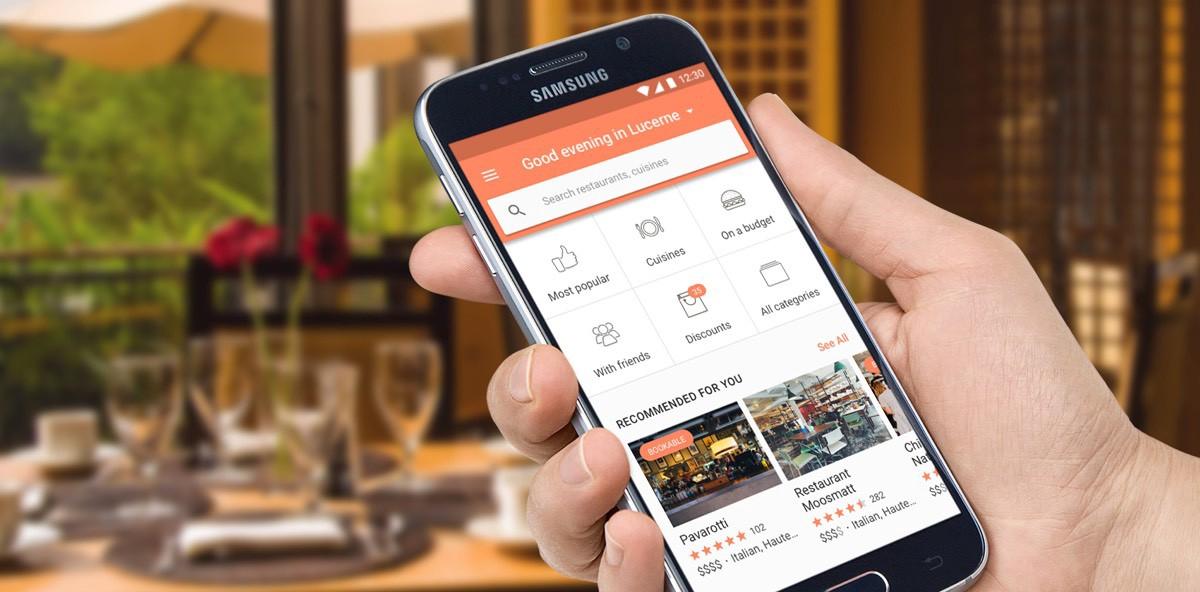 SAMSUNG
12:30
Good evening in Lucerne
Search restaurants, cuisines
Most popular
Cuisines
On a budget
With friends
35
Discounts
All categories
See All
RECOMMENDED FOR YOU
BOOKABLE
Pavarotti
102
$$$$ · Italian, Haute...
Restaurant
Moosmatt
282
$$$$ · Italian, Haute...
Chi
Na
$$$